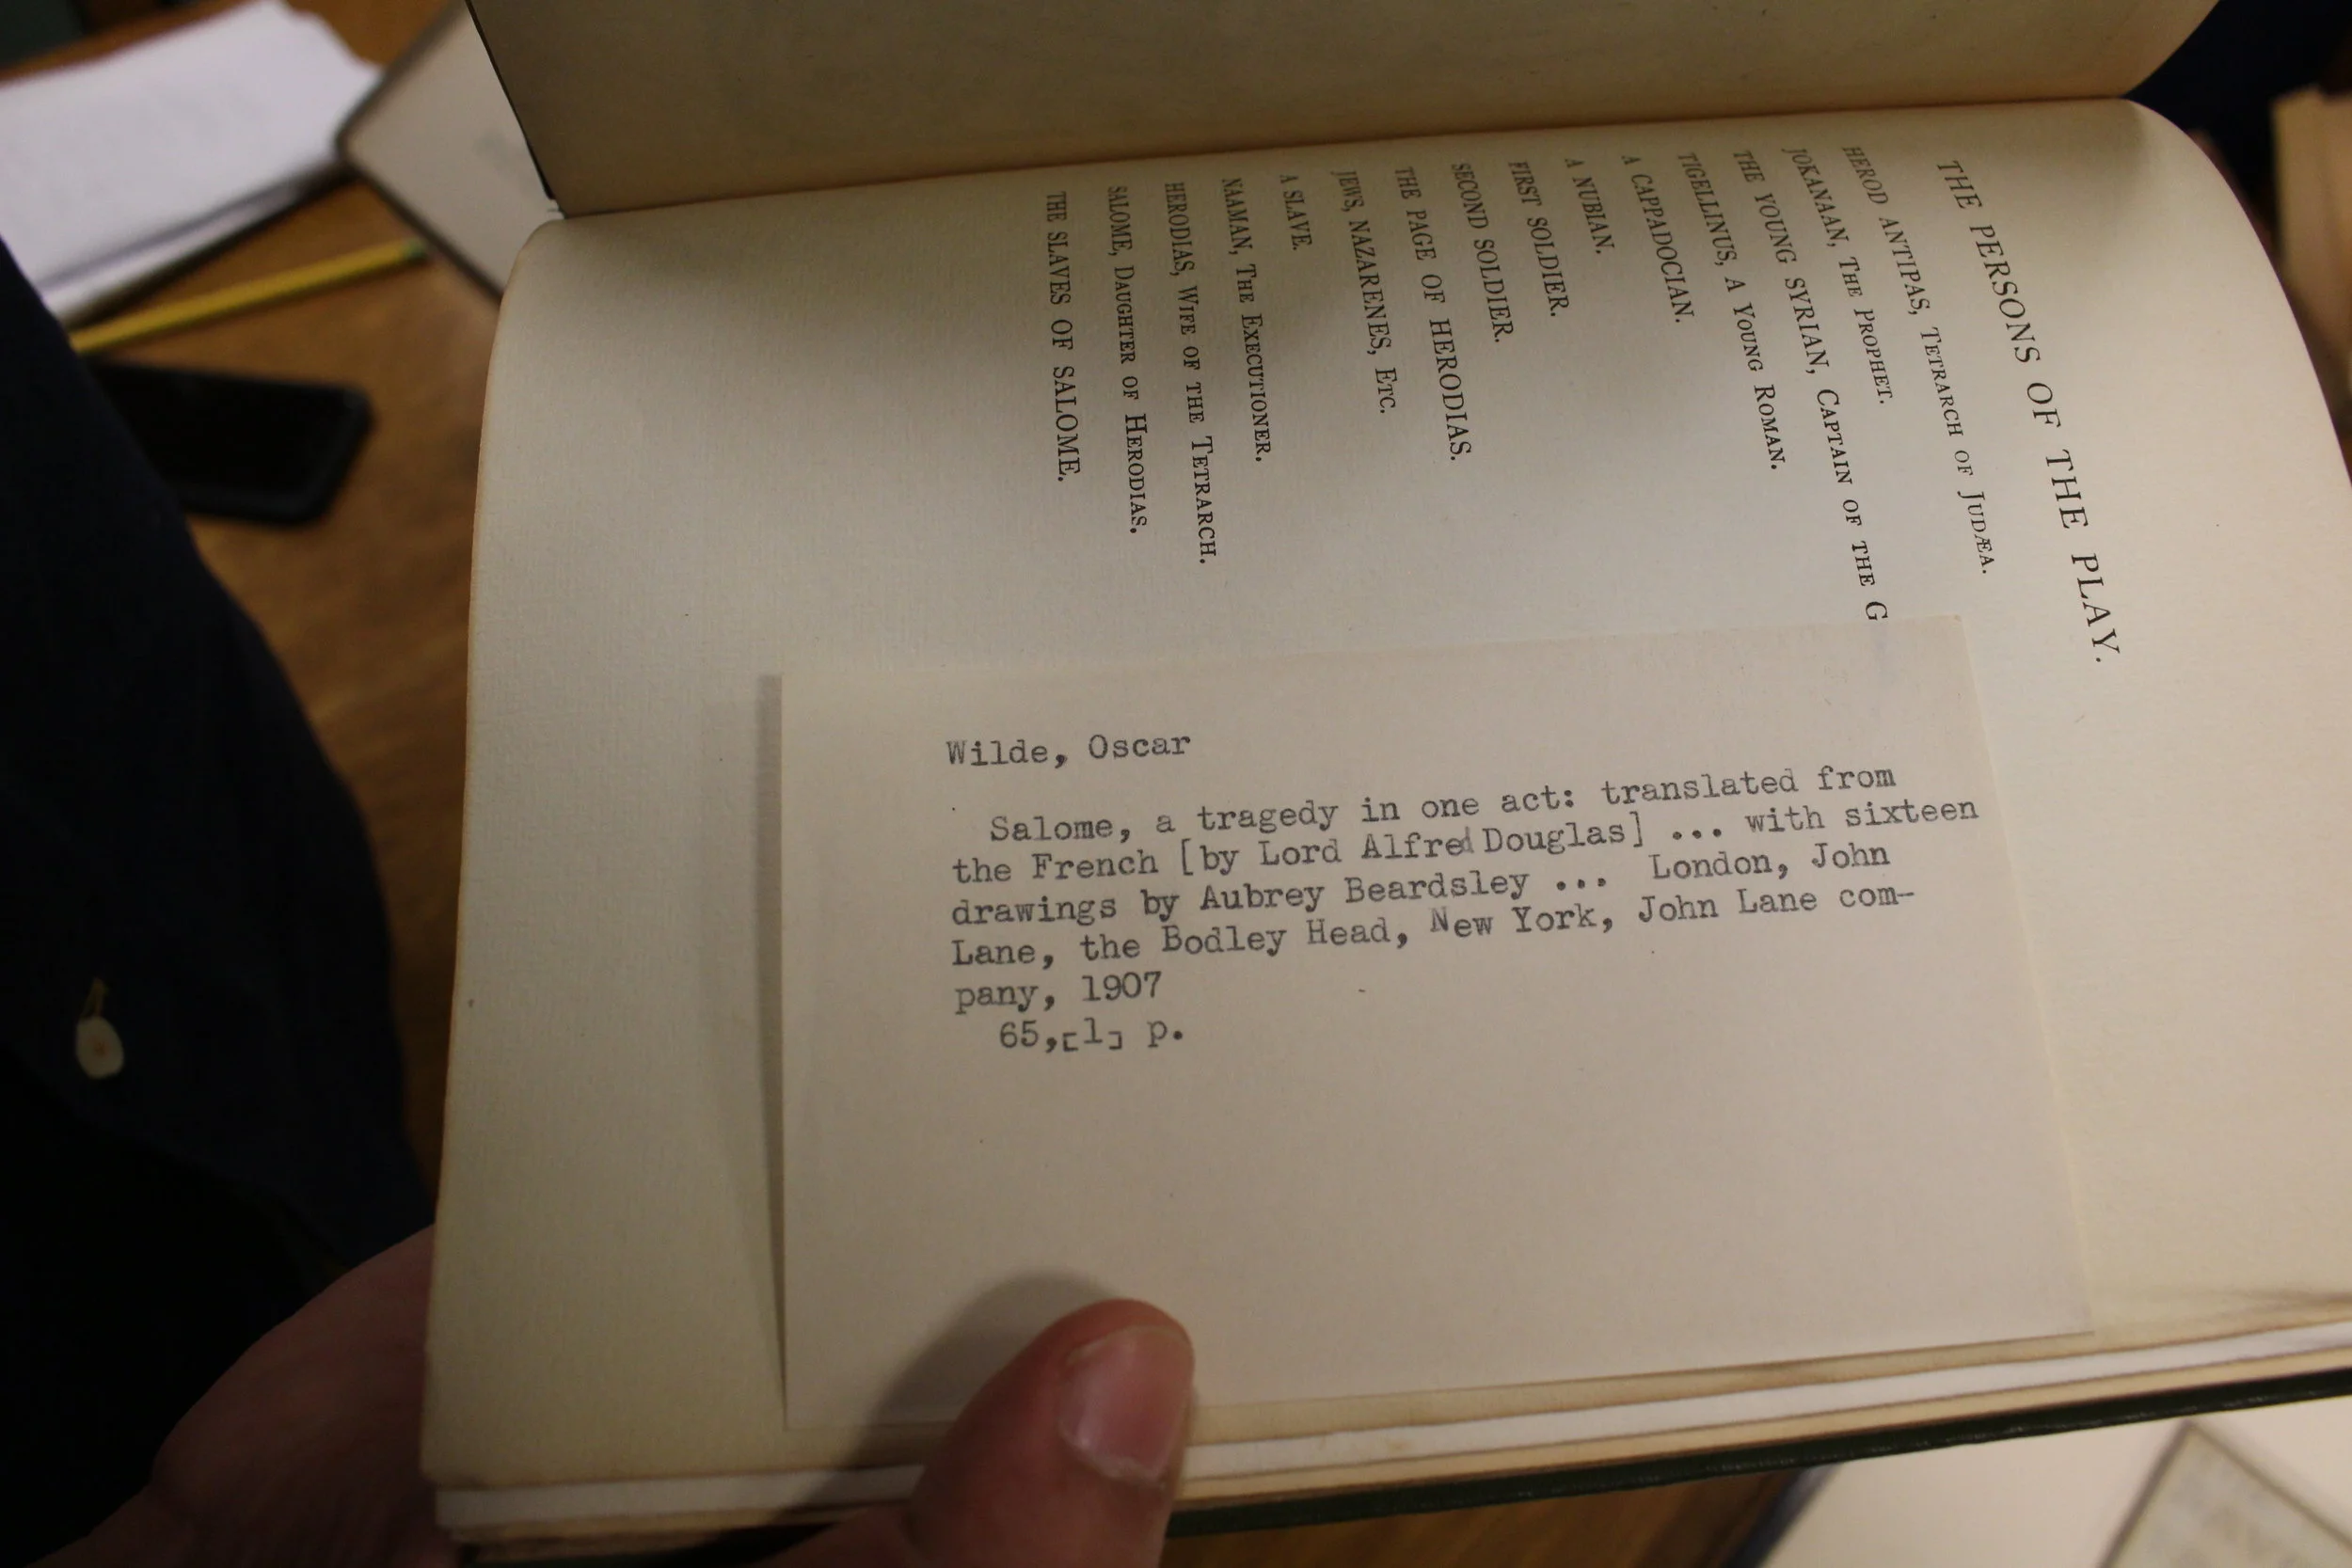 THE PERSONS OF THE PLAY.
HEROD ANTIPAS, TETRARCH OF JUDÆA.
JOKANAAN, THE PROPHET.
THE YOUNG SYRIAN, CAPTAIN OF THE G
TIGELLINUS, A YOUNG ROMAN.
A CAPPADOCIAN.
A NUBIAN.
FIRST SOLDIER.
SECOND SOLDIER.
THE PAGE OF HERODIAS.
JEWS, NAZARENES, ETC.
A SLAVE.
NAAMAN, THE EXECUTIONER.
HERODIAS, WIFE OF THE TETRARCH.
SALOME, DAUGHTER OF HERODIAS.
THE SLAVES OF SALOME.
Wilde, Oscar
Salome, a tragedy in one act: translated from
the French [by Lord Alfred Douglas] ... with sixteen
drawings by Aubrey Beardsley ... London, John
Lane, the Bodley Head, New York, John Lane com-
pany, 1907
65,[1] p.